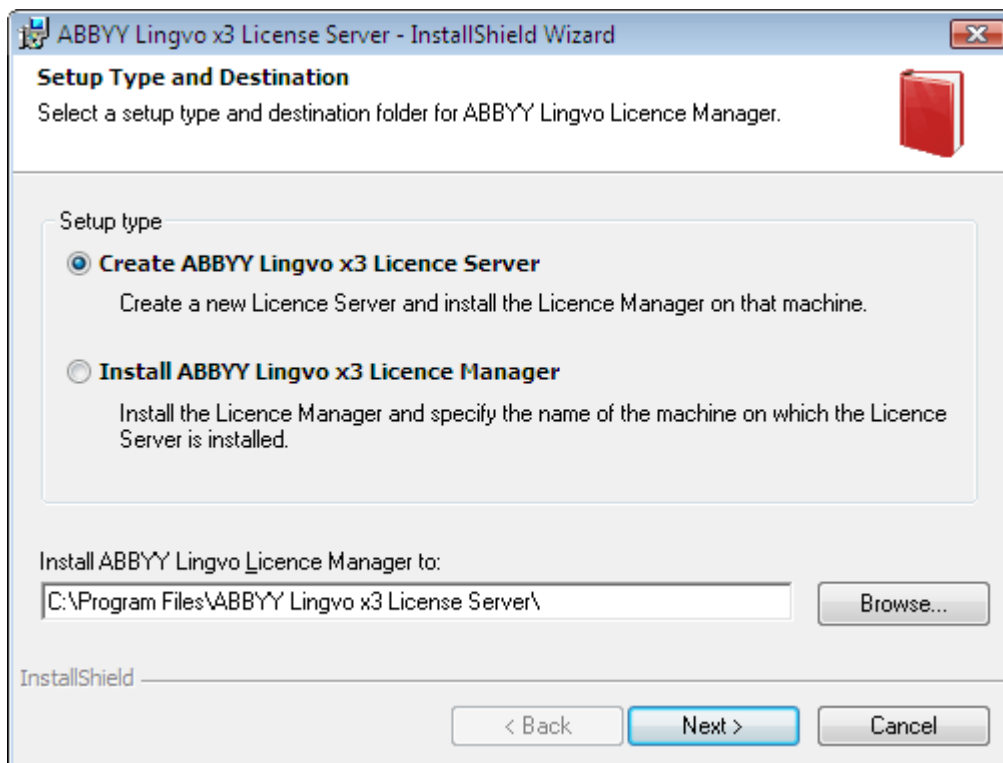 ABBYY Lingvo x3 License Server - InstallShield Wizard
Setup Type and Destination
Select a setup type and destination folder for ABBYY Lingvo Licence Manager.
Setup type
Create ABBYY Lingvo x3 Licence Server
Create a new Licence Server and install the Licence Manager on that machine.
Install ABBYY Lingvo x3 Licence Manager
Install the Licence Manager and specify the name of the machine on which the Licence
Server is installed.
Install ABBYY Lingvo Licence Manager to:
C:\Program Files\ABBYY Lingvo x3 License Server\
Browse...
InstallShield
< Back
Next >
Cancel